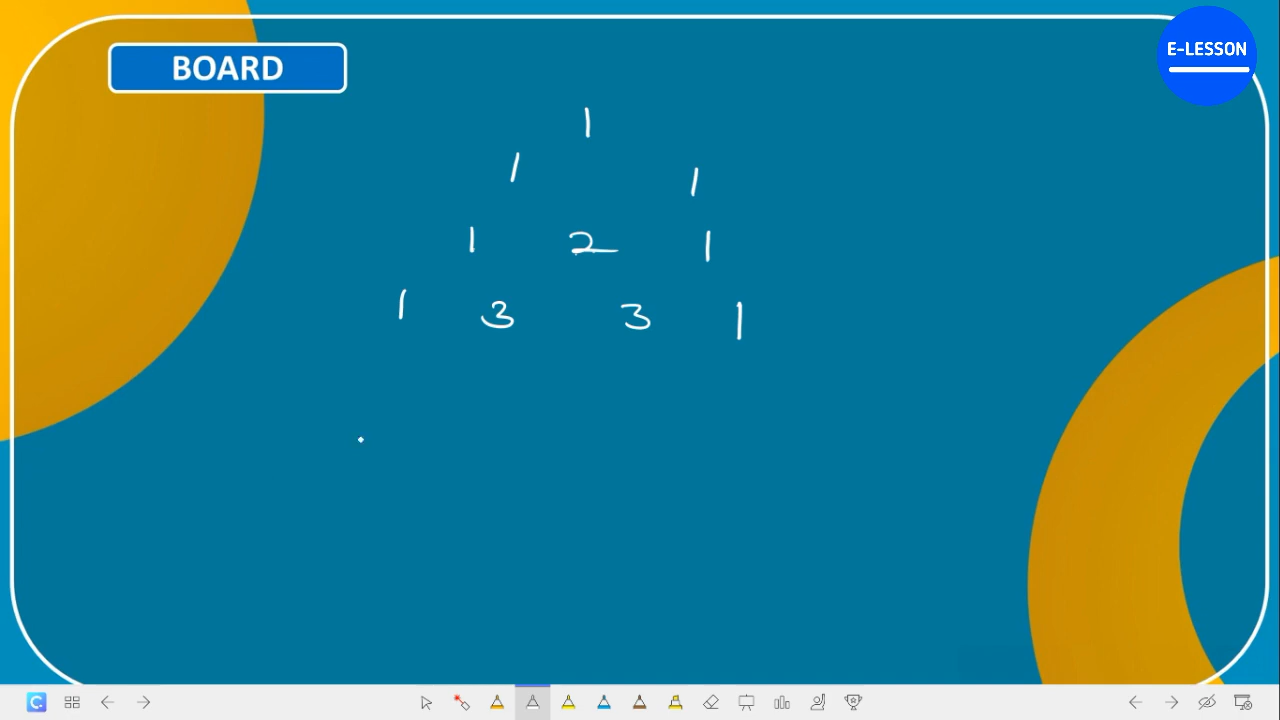 BOARD
E-LESSON
1
1 1
1 2 1
1 3 3 1